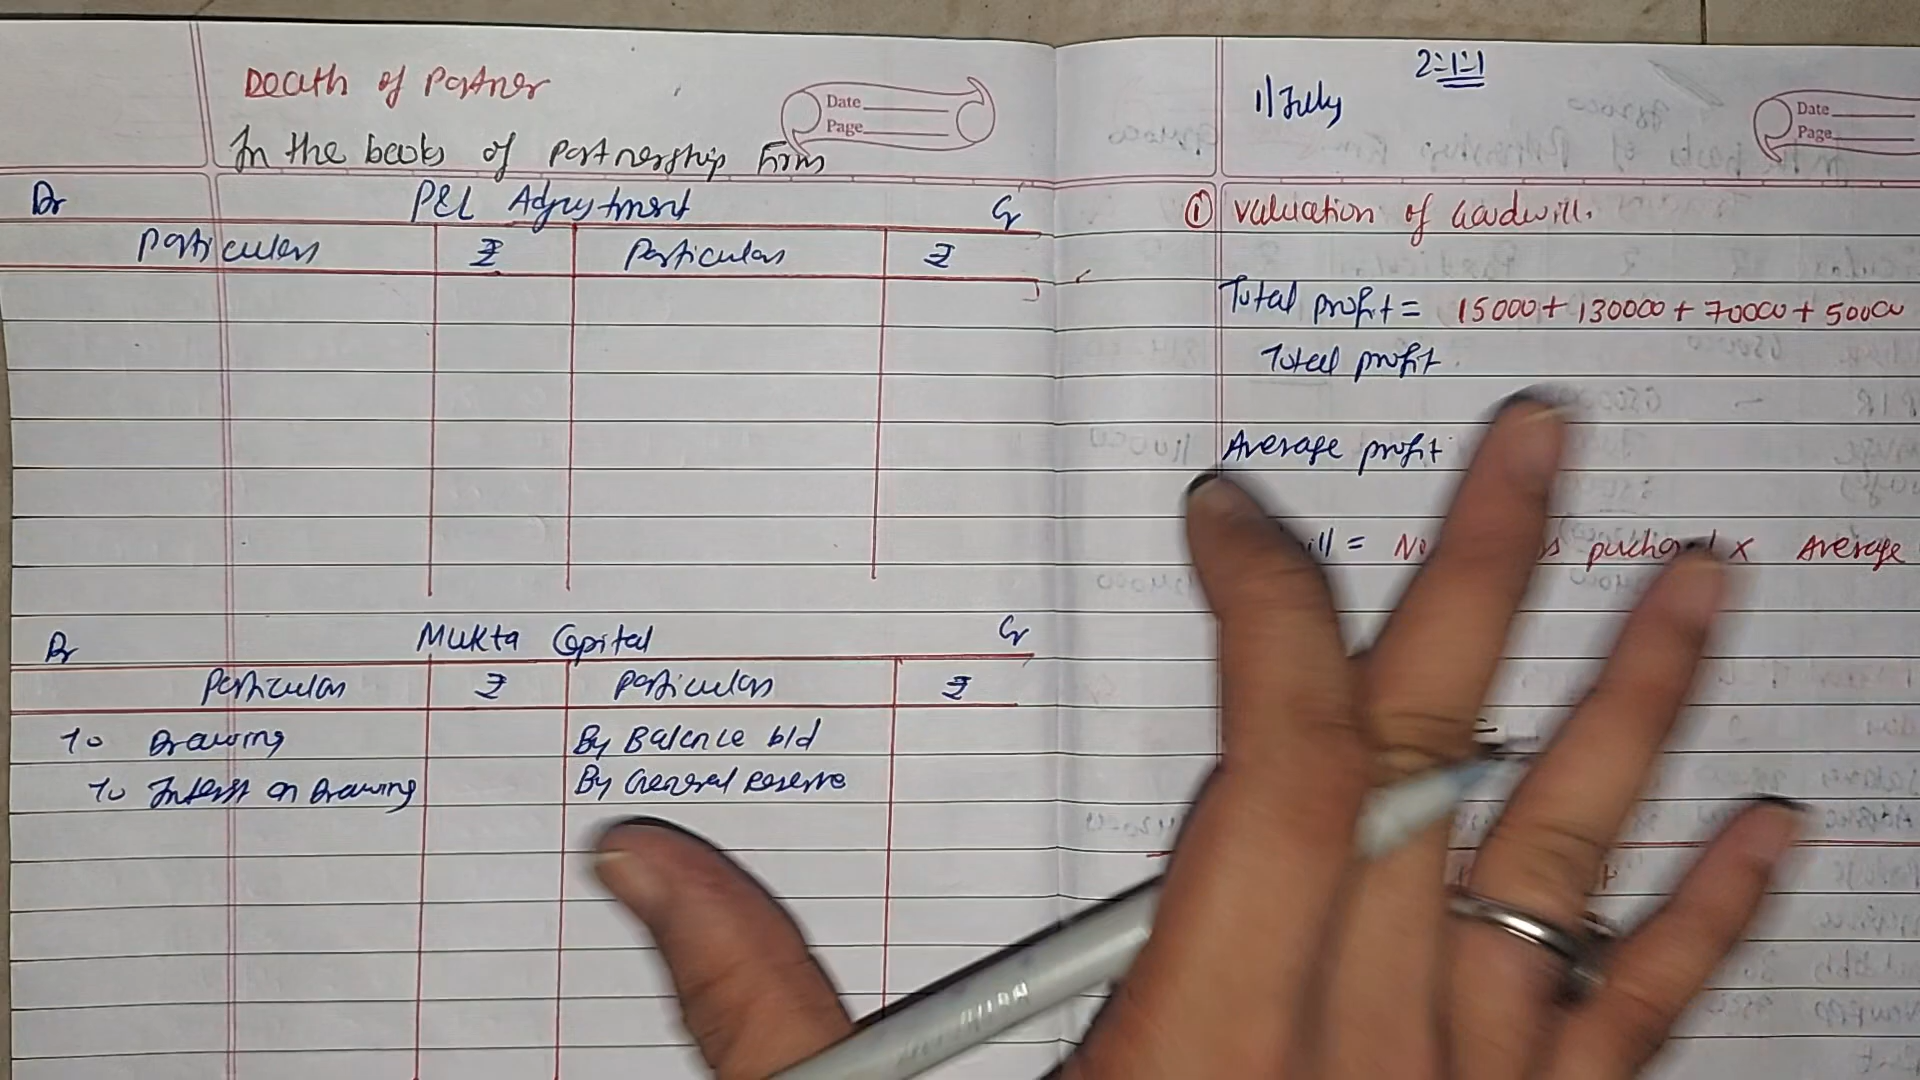 Death of Partner
Date
Page
In the books of Partnership Firm
Dr P&L Adjustment Cr
Particulars ₹ Particulars ₹
Dr Mukta Capital Cr
Particulars ₹ Particulars ₹
To Drawing By Balance b/d
To Interest on Drawing By General Reserve
2:1:1
1/July
Date
Page
① Valuation of Goodwill.
Total profit = 15000 + 130000 + 70000 + 50000
Total profit
Average profit
= purchased x Average